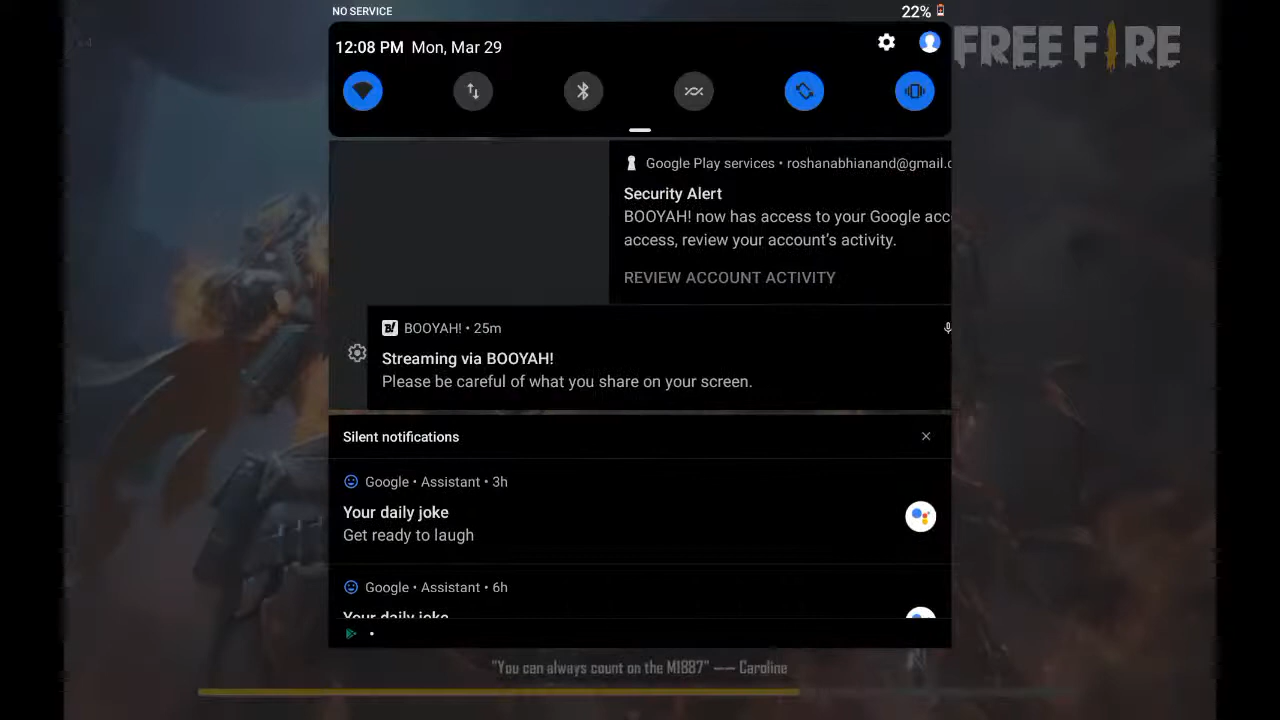 NO SERVICE
22%
12:08 PM Mon, Mar 29
FREE FIRE
Google Play services • roshanabhianand@gmail.c
Security Alert
BOOYAH! now has access to your Google acc
access, review your account’s activity.
REVIEW ACCOUNT ACTIVITY
B! BOOYAH! • 25m
Streaming via BOOYAH!
Please be careful of what you share on your screen.
Silent notifications
Google • Assistant • 3h
Your daily joke
Get ready to laugh
Google • Assistant • 6h
Your daily joke
"You can always count on the M1887" —— Caroline